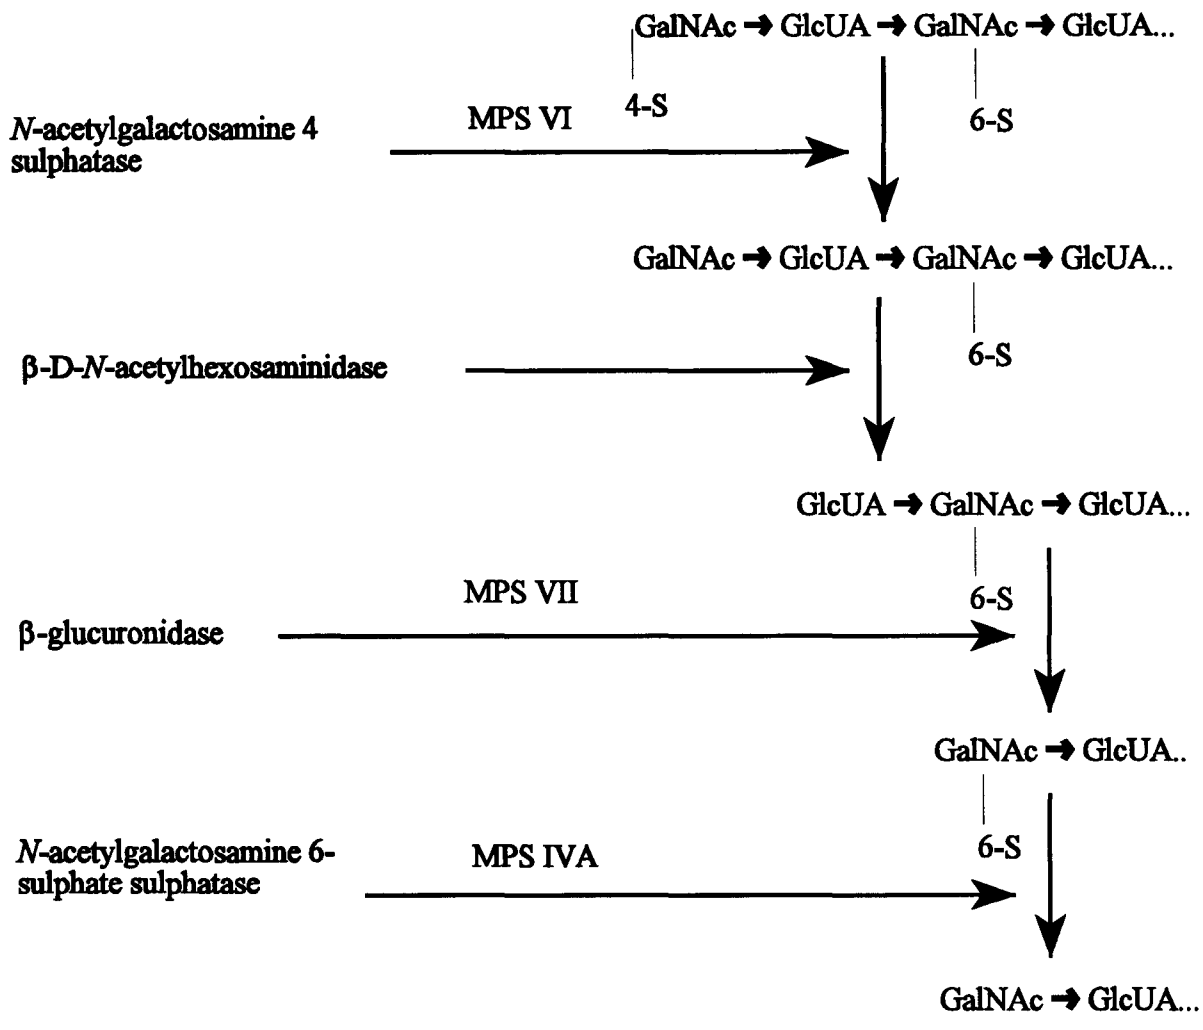 GalNAc → GlcUA → GalNAc → GlcUA...
4-S
6-S
MPS VI
N-acetylgalactosamine 4
sulphatase
GalNAc → GlcUA → GalNAc → GlcUA...
6-S
β-D-N-acetylhexosaminidase
GlcUA → GalNAc → GlcUA...
6-S
MPS VII
β-glucuronidase
GalNAc → GlcUA..
6-S
MPS IVA
N-acetylgalactosamine 6-
sulphate sulphatase
GalNAc → GlcUA...